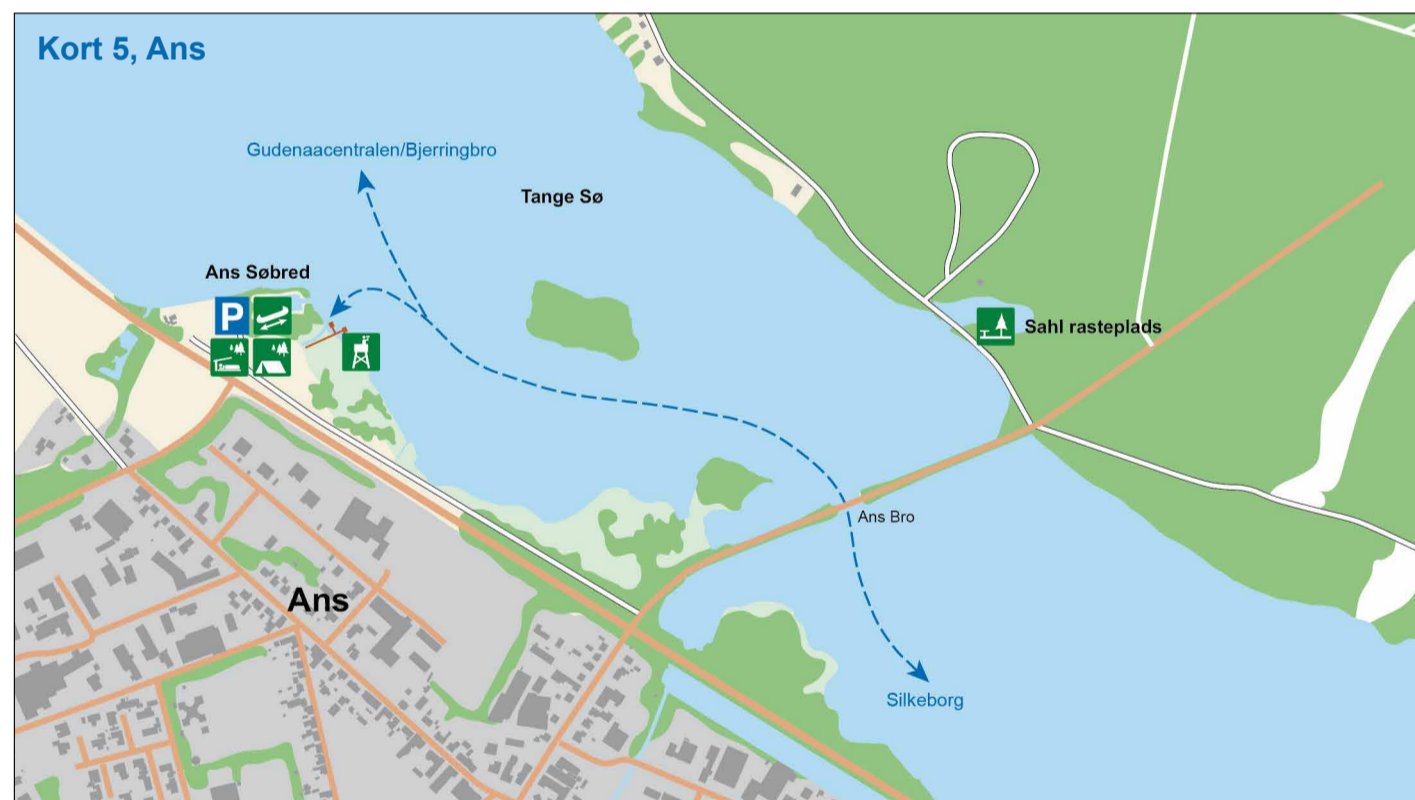 Kort 5, Ans
Gudenaacentralen/Bjerringbro
Tange Sø
Ans Søbred
P
Sahl rasteplads
Ans Bro
Ans
Silkeborg